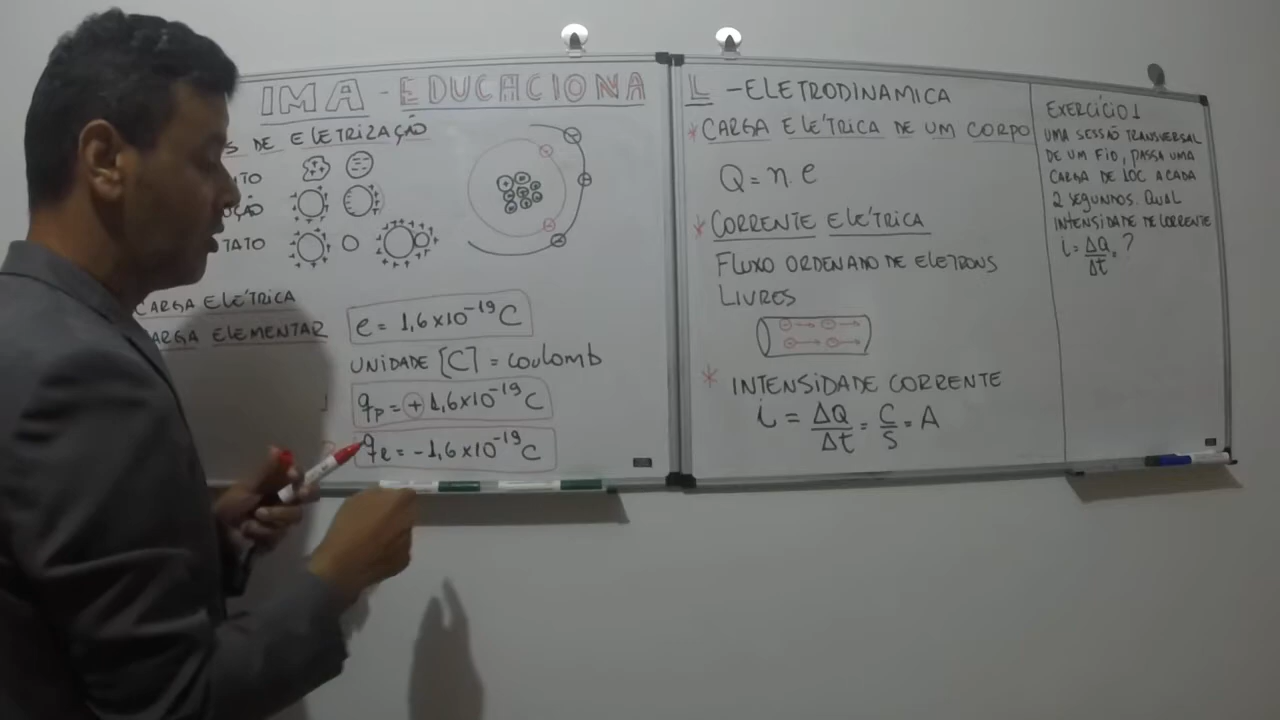 IMA - EDUCACIONA
S DE ELETRIZAÇÃO
TO
ÇÃO
TATO
CARGA ELÉTRICA
ARGA ELEMENTAR
e = 1,6x10⁻¹⁹ C
UNIDADE [C] = COULOMB
qp = + 1,6x10⁻¹⁹ C
qe = - 1,6x10⁻¹⁹ C
L - ELETRODINAMICA
* CARGA ELÉTRICA DE UM CORPO
Q = n. e
* CORRENTE ELÉTRICA
FLUXO ORDENADO DE ELETRONS
LIVRES
* INTENSIDADE CORRENTE
i = ΔQ/Δt = C/S = A
EXERCÍCIO 1
UMA SESSÃO TRANSVERSAL
DE UM FIO, PASSA UMA
CARGA DE 10C A CADA
2 SEGUNDOS. QUAL
INTENSIDADE DE CORRENTE
i = ΔQ/Δt = ?